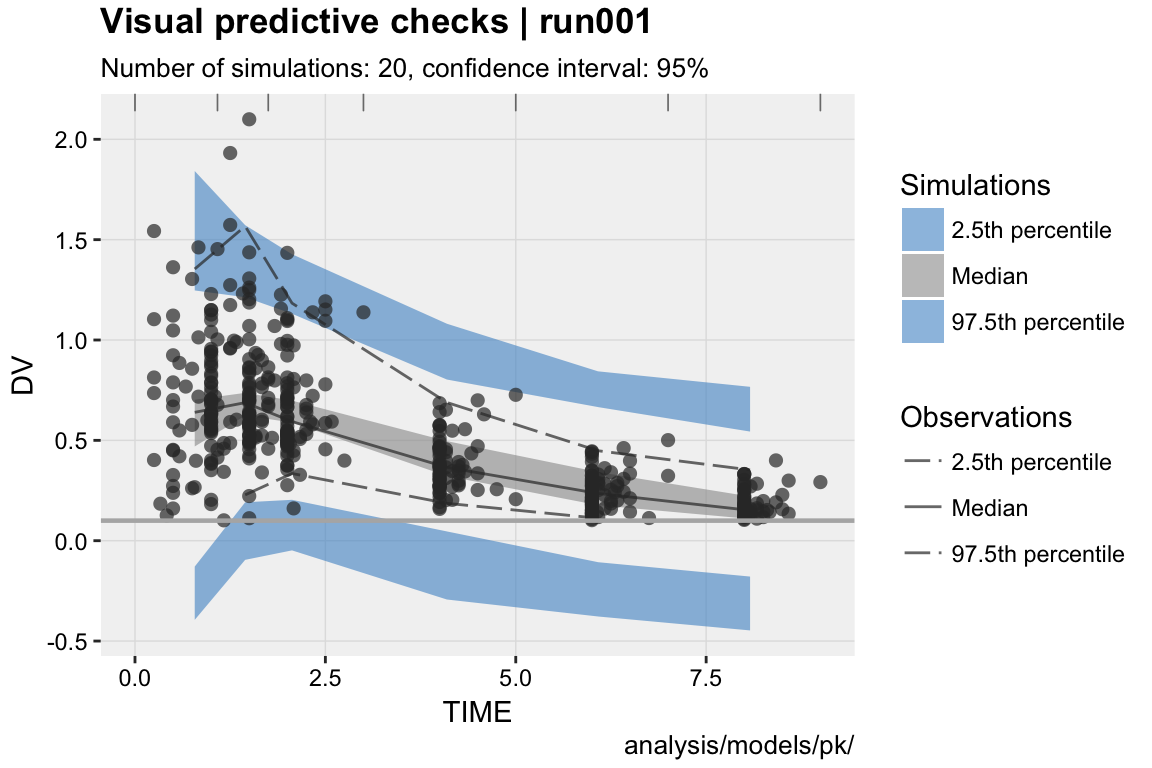 Visual predictive checks | run001
Number of simulations: 20, confidence interval: 95%
DV
2.0
1.5
1.0
0.5
0.0
-0.5
0.0 2.5 5.0 7.5
TIME
analysis/models/pk/
Simulations
2.5th percentile
Median
97.5th percentile
Observations
2.5th percentile
Median
97.5th percentile